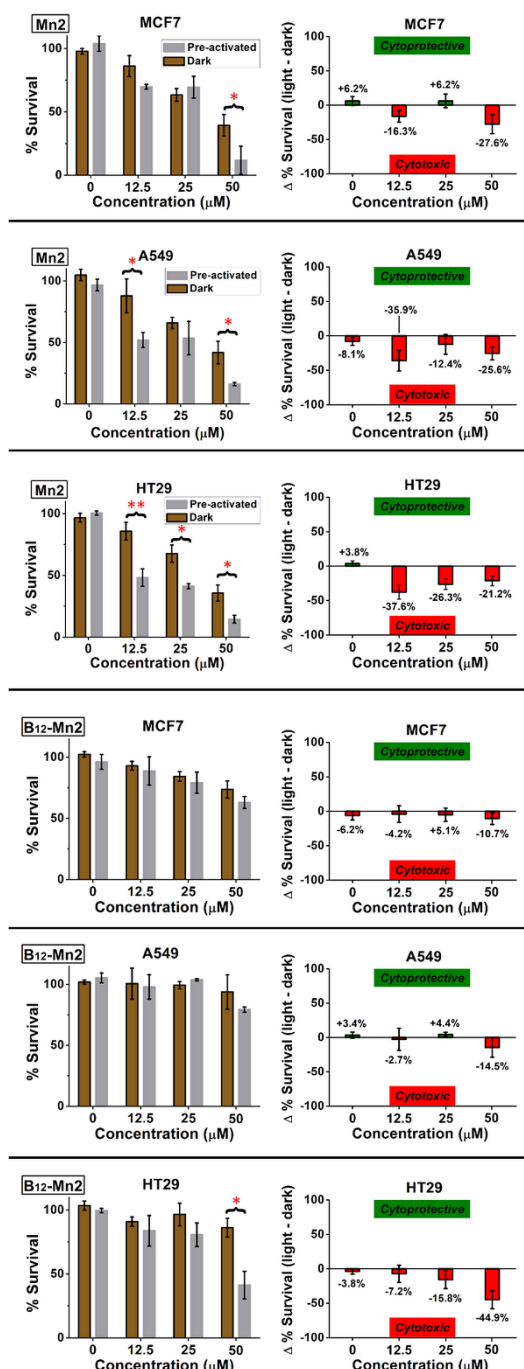 Mn2
MCF7
Pre-activated
Dark
*
% Survival
100
50
0
0 12.5 25 50
Concentration (µM)
MCF7
Cytoprotective
Δ % Survival (light - dark)
100
50
0
-50
-100
+6.2%
-16.3%
+6.2%
-27.6%
Cytotoxic
0 12.5 25 50
Concentration (µM)
Mn2
A549
Pre-activated
Dark
*
*
% Survival
100
50
0
0 12.5 25 50
Concentration (µM)
A549
Cytoprotective
Δ % Survival (light - dark)
100
50
0
-50
-100
-8.1%
-35.9%
-12.4%
-25.6%
Cytotoxic
0 12.5 25 50
Concentration (µM)
Mn2
HT29
Pre-activated
Dark
**
*
*
% Survival
100
50
0
0 12.5 25 50
Concentration (µM)
HT29
Cytoprotective
Δ % Survival (light - dark)
100
50
0
-50
-100
+3.8%
-37.6%
-26.3%
-21.2%
Cytotoxic
0 12.5 25 50
Concentration (µM)
B₁₂-Mn2
MCF7
% Survival
100
50
0
0 12.5 25 50
Concentration (µM)
MCF7
Cytoprotective
Δ % Survival (light - dark)
100
50
0
-50
-100
-6.2%
-4.2%
+5.1%
-10.7%
Cytotoxic
0 12.5 25 50
Concentration (µM)
B₁₂-Mn2
A549
% Survival
100
50
0
0 12.5 25 50
Concentration (µM)
A549
Cytoprotective
Δ % Survival (light - dark)
100
50
0
-50
-100
+3.4%
-2.7%
+4.4%
-14.5%
Cytotoxic
0 12.5 25 50
Concentration (µM)
B₁₂-Mn2
HT29
*
% Survival
100
50
0
0 12.5 25 50
Concentration (µM)
HT29
Cytoprotective
Δ % Survival (light - dark)
100
50
0
-50
-100
-3.8%
-7.2%
-15.8%
-44.9%
Cytotoxic
0 12.5 25 50
Concentration (µM)